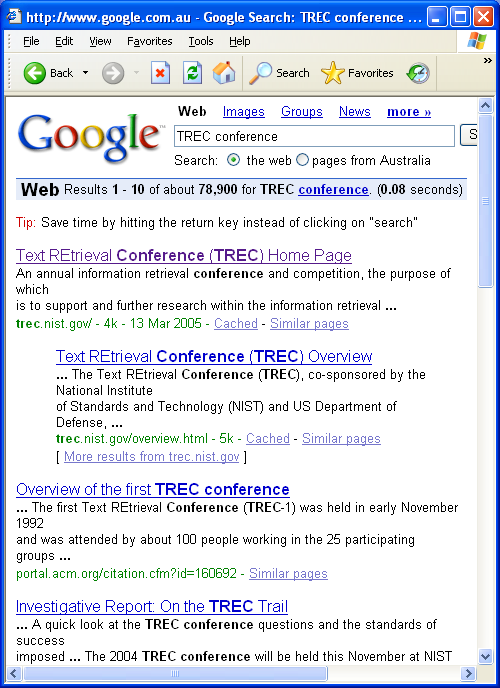 http://www.google.com.au - Google Search: TREC conference ...
File Edit View Favorites Tools Help
Back Search Favorites
Web Images Groups News more »
Google™
TREC conference S
Search: the web pages from Australia
Web Results 1 - 10 of about 78,900 for TREC conference. (0.08 seconds)
Tip: Save time by hitting the return key instead of clicking on "search"
Text REtrieval Conference (TREC) Home Page
An annual information retrieval conference and competition, the purpose of
which
is to support and further research within the information retrieval ...
trec.nist.gov/ - 4k - 13 Mar 2005 - Cached - Similar pages
Text REtrieval Conference (TREC) Overview
... The Text REtrieval Conference (TREC), co-sponsored by the
National Institute
of Standards and Technology (NIST) and US Department of
Defense, ...
trec.nist.gov/overview.html - 5k - Cached - Similar pages
[ More results from trec.nist.gov ]
Overview of the first TREC conference
... The first Text REtrieval Conference (TREC-1) was held in early November
1992
and was attended by about 100 people working in the 25 participating
groups ...
portal.acm.org/citation.cfm?id=160692 - Similar pages
Investigative Report: On the TREC Trail
... A quick look at the TREC conference questions and the standards of
success
imposed ... The 2004 TREC conference will be held this November at NIST